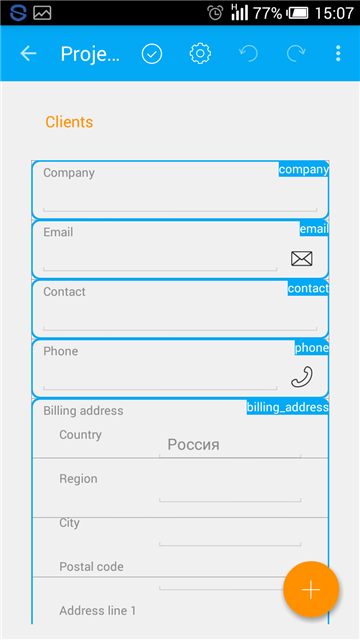 H 77% 15:07
Proje...
Clients
Company company
Email email
Contact contact
Phone phone
Billing address billing_address
Country Россия
Region
City
Postal code
Address line 1